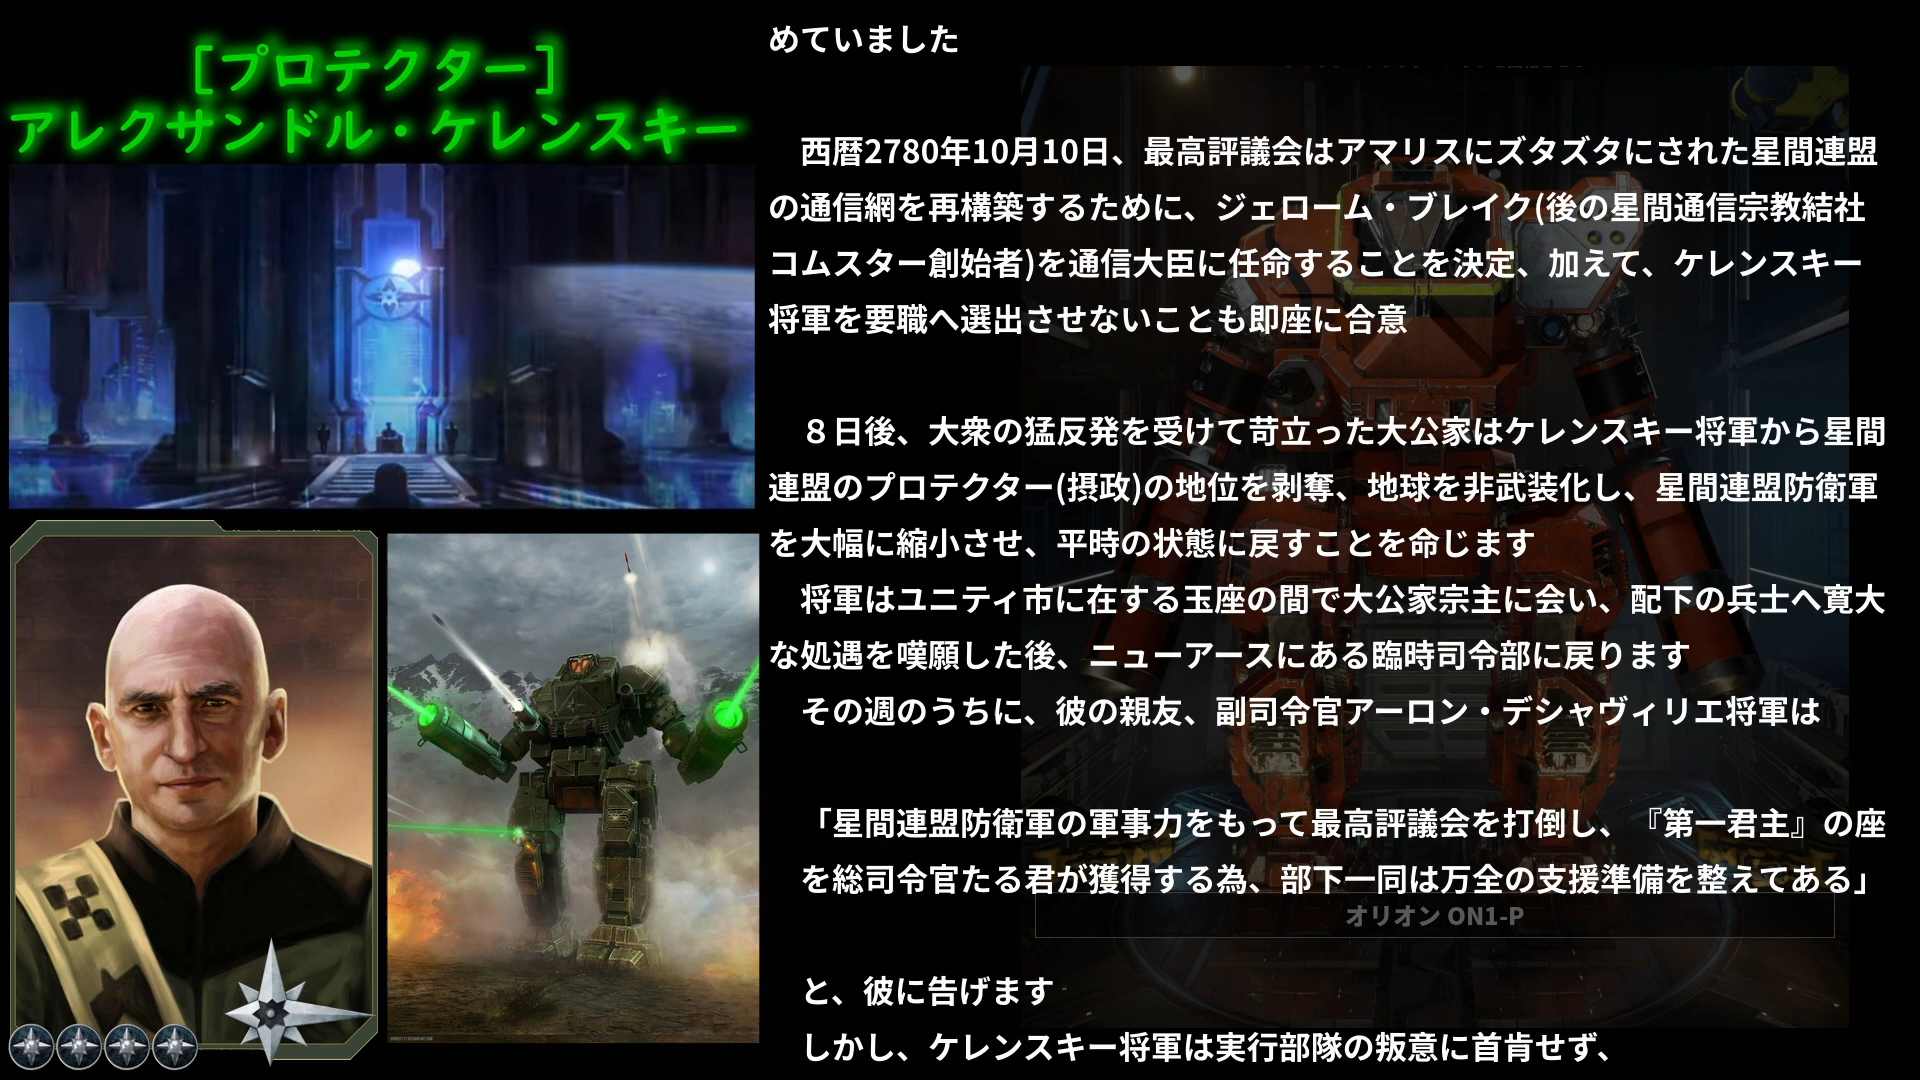 [プロテクター]
アレクサンドル・ケレンスキー
めていました
西暦2780年10月10日、最高評議会はアマリスにズタズタにされた星間連盟
の通信網を再構築するために、ジェローム・ブレイク(後の星間通信宗教結社
コムスター創始者)を通信大臣に任命することを決定、加えて、ケレンスキー
将軍を要職へ選出させないことも即座に合意
８日後、大衆の猛反発を受けて苛立った大公家はケレンスキー将軍から星間
連盟のプロテクター(摂政)の地位を剥奪、地球を非武装化し、星間連盟防衛軍
を大幅に縮小させ、平時の状態に戻すことを命じます
将軍はユニティ市に在する玉座の間で大公家宗主に会い、配下の兵士へ寛大
な処遇を嘆願した後、ニューアースにある臨時司令部に戻ります
その週のうちに、彼の親友、副司令官アーロン・デシャヴィリエ将軍は
「星間連盟防衛軍の軍事力をもって最高評議会を打倒し、『第一君主』の座
を総司令官たる君が獲得する為、部下一同は万全の支援準備を整えてある」
オリオン ON1-P
と、彼に告げます
しかし、ケレンスキー将軍は実行部隊の叛意に首肯せず、